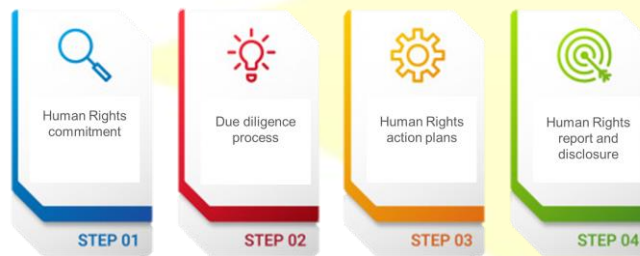 Human Rights
commitment
STEP 01
Due diligence
process
STEP 02
Human Rights
action plans
STEP 03
Human Rights
report and
disclosure
STEP 04